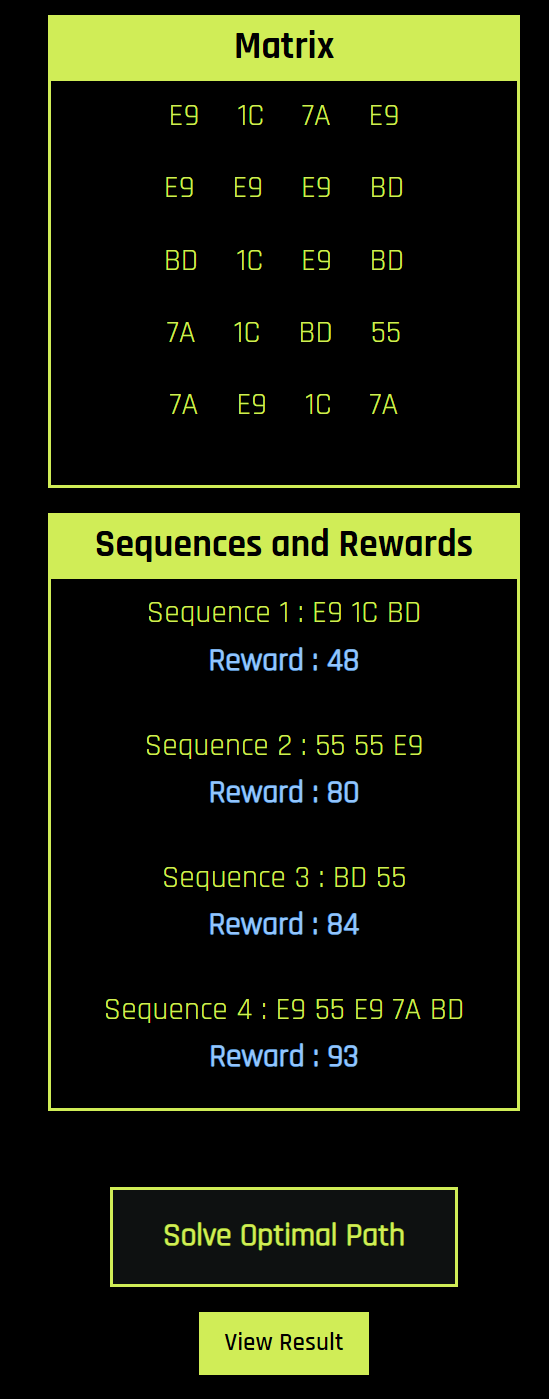 Matrix
E9 1C 7A E9
E9 E9 E9 BD
BD 1C E9 BD
7A 1C BD 55
7A E9 1C 7A
Sequences and Rewards
Sequence 1 : E9 1C BD
Reward : 48
Sequence 2 : 55 55 E9
Reward : 80
Sequence 3 : BD 55
Reward : 84
Sequence 4 : E9 55 E9 7A BD
Reward : 93
Solve Optimal Path
View Result